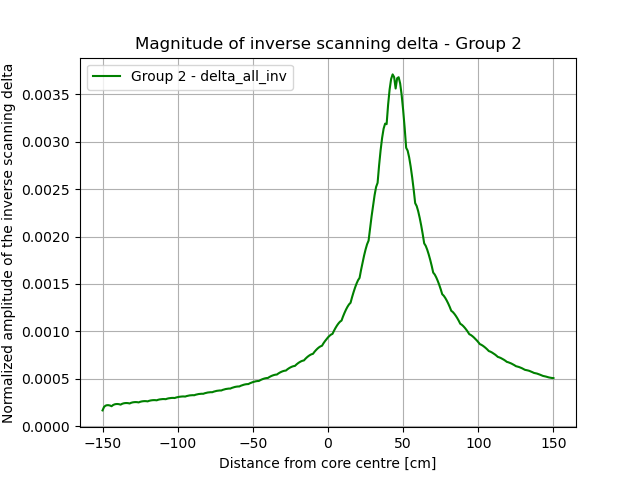 Magnitude of inverse scanning delta - Group 2
Group 2 - delta_all_inv
Normalized amplitude of the inverse scanning delta
0.0035
0.0030
0.0025
0.0020
0.0015
0.0010
0.0005
0.0000
−150 −100 −50 0 50 100 150
Distance from core centre [cm]